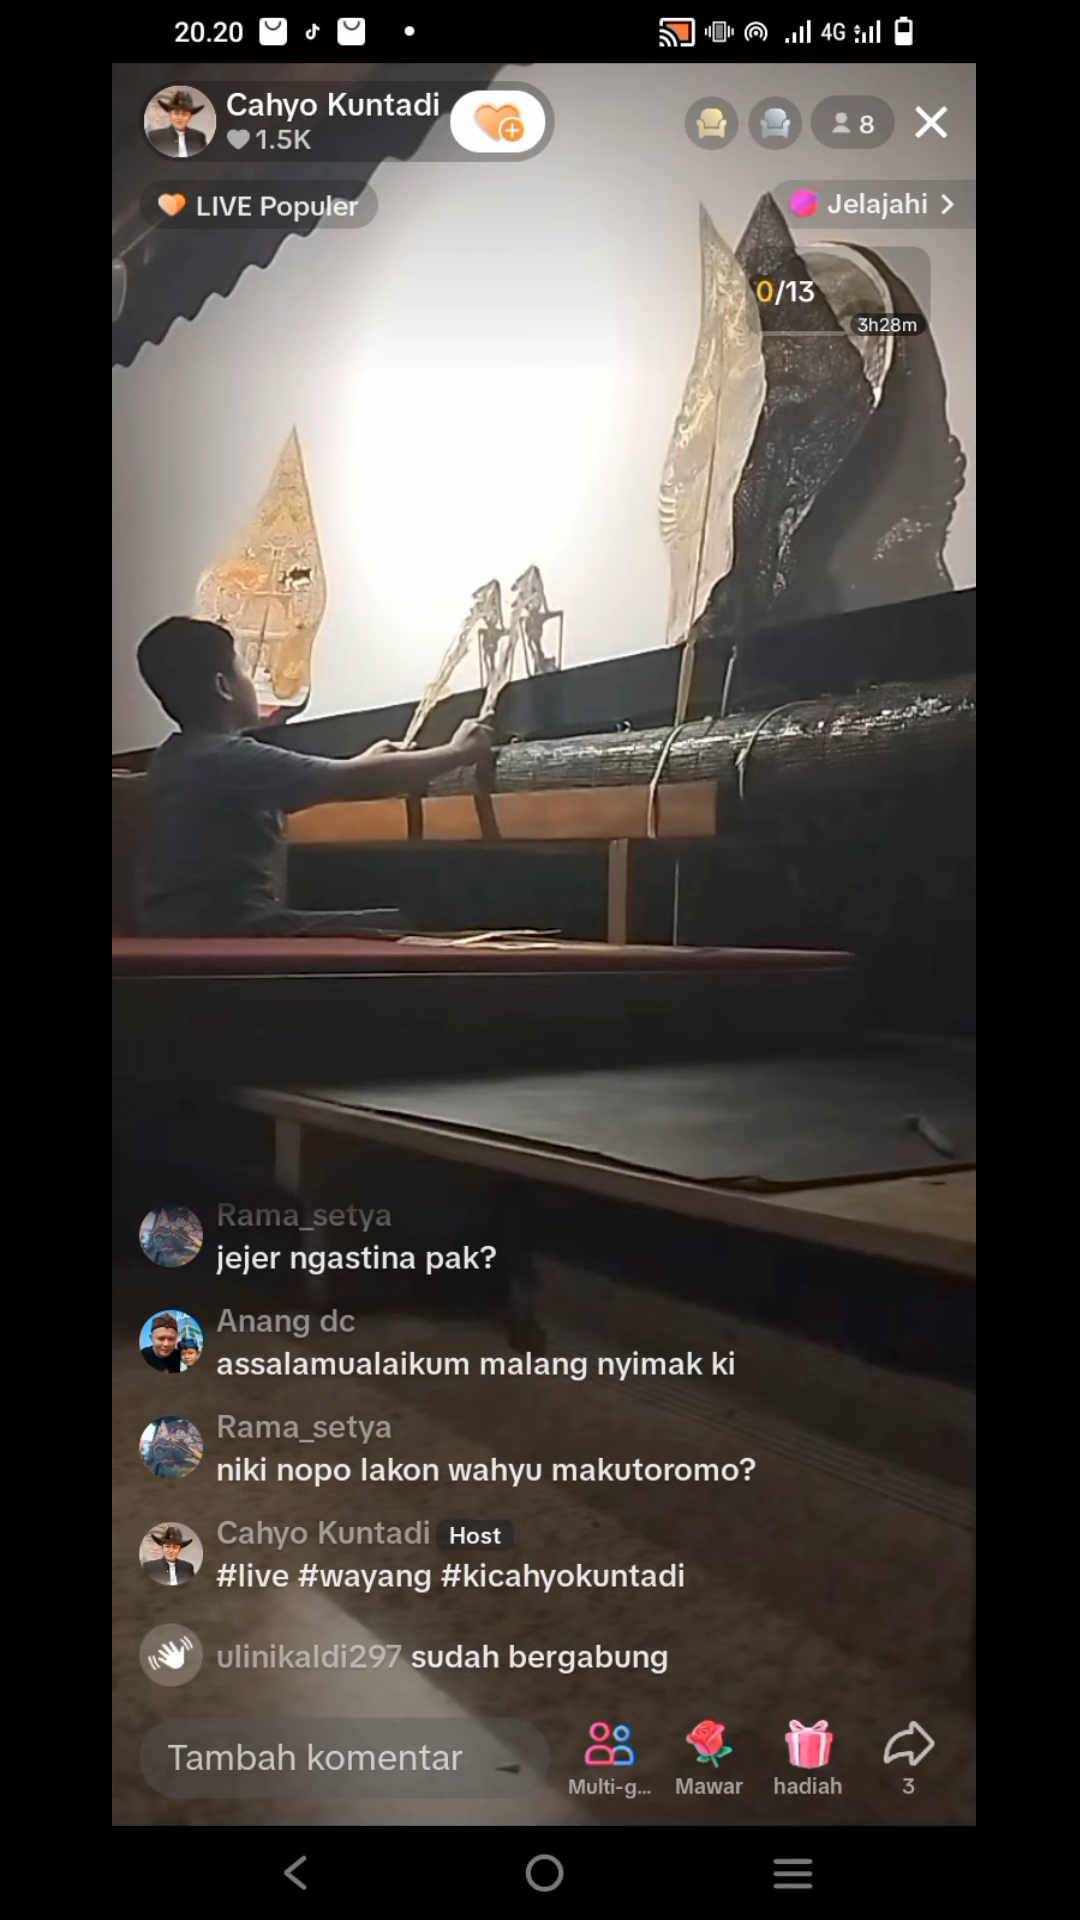 20.20
4G
Cahyo Kuntadi
1.5K
8
LIVE Populer
Jelajahi
0/13
3h28m
Rama_setya
jejer ngastina pak?
Anang dc
assalamualaikum malang nyimak ki
Rama_setya
niki nopo lakon wahyu makutoromo?
Cahyo Kuntadi Host
#live #wayang #kicahyokuntadi
ulinikaldi297 sudah bergabung
Tambah komentar
Multi-g...
Mawar
hadiah
3